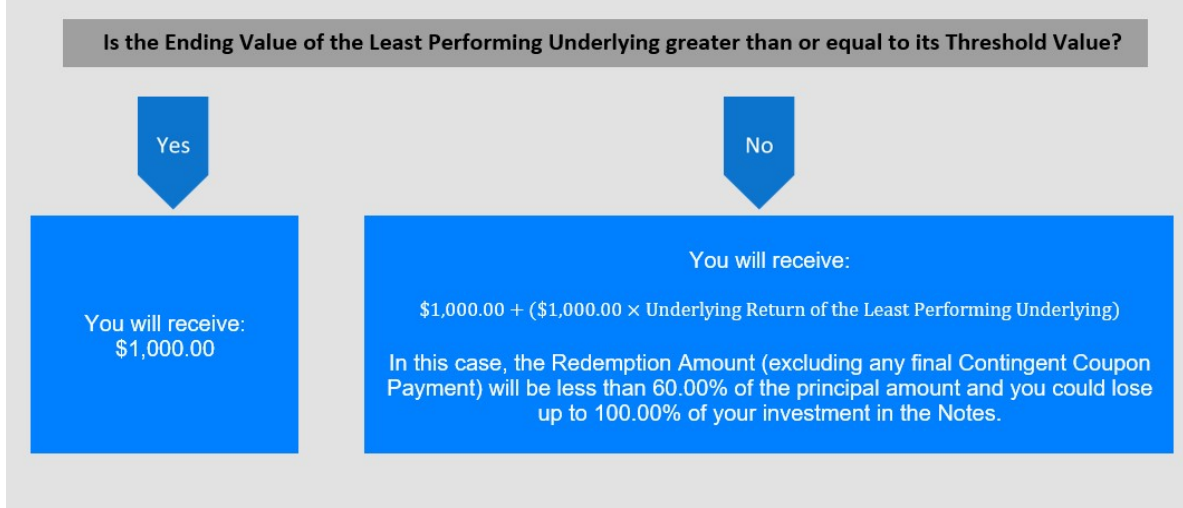 Is the Ending Value of the Least Performing Underlying greater than or equal to its Threshold Value?
Yes
No
You will receive:
$1,000.00
You will receive:
$1,000.00 + ($1,000.00 × Underlying Return of the Least Performing Underlying)
In this case, the Redemption Amount (excluding any final Contingent Coupon
Payment) will be less than 60.00% of the principal amount and you could lose
up to 100.00% of your investment in the Notes.